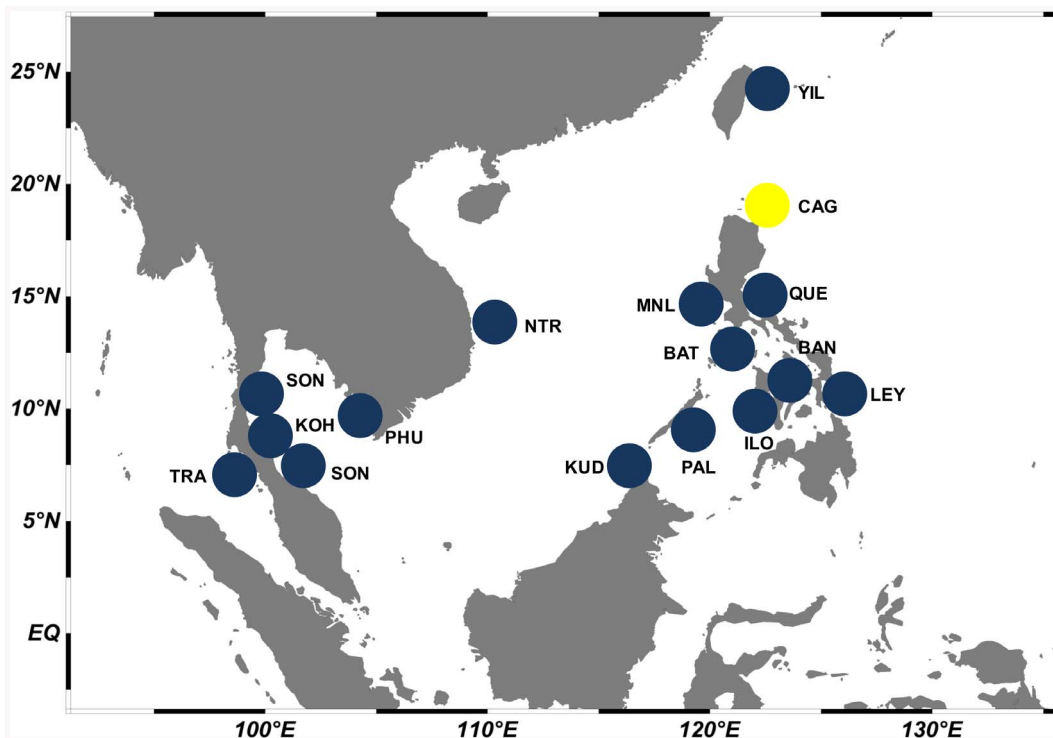 25°N
YIL
20°N
CAG
15°N
MNL
QUE
NTR
BAT
BAN
SON
LEY
10°N
KOH
PHU
ILO
TRA
SON
KUD
PAL
5°N
EQ
100°E
110°E
120°E
130°E